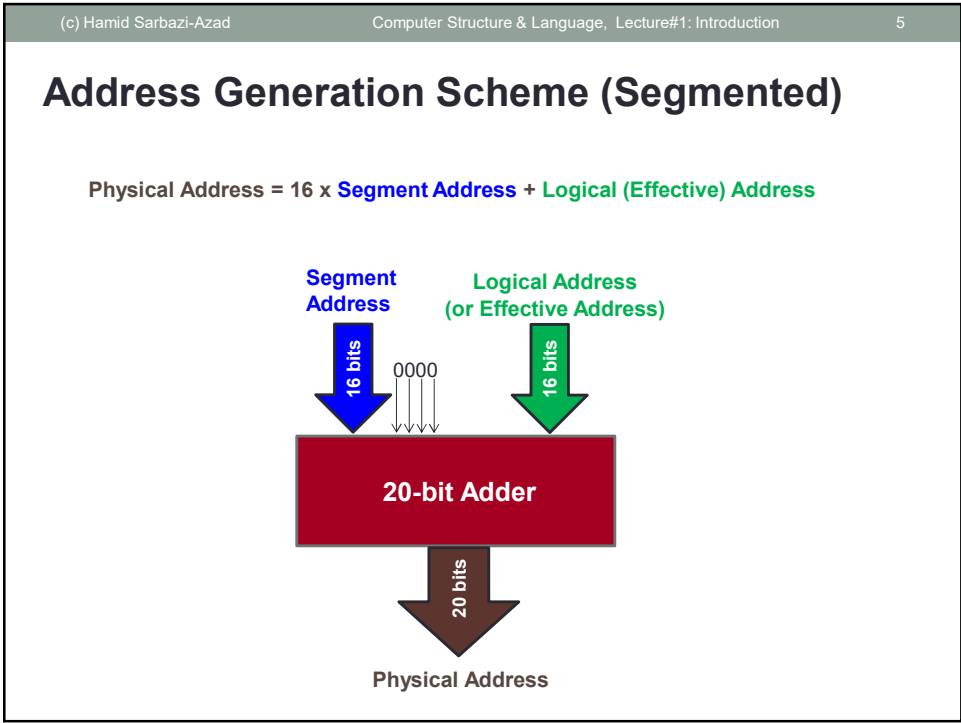 (c) Hamid Sarbazi-Azad Computer Structure & Language, Lecture#1: Introduction 5
Address Generation Scheme (Segmented)
Physical Address = 16 x Segment Address + Logical (Effective) Address
Segment
Address
Logical Address
(or Effective Address)
16 bits
0000
16 bits
20-bit Adder
20 bits
Physical Address